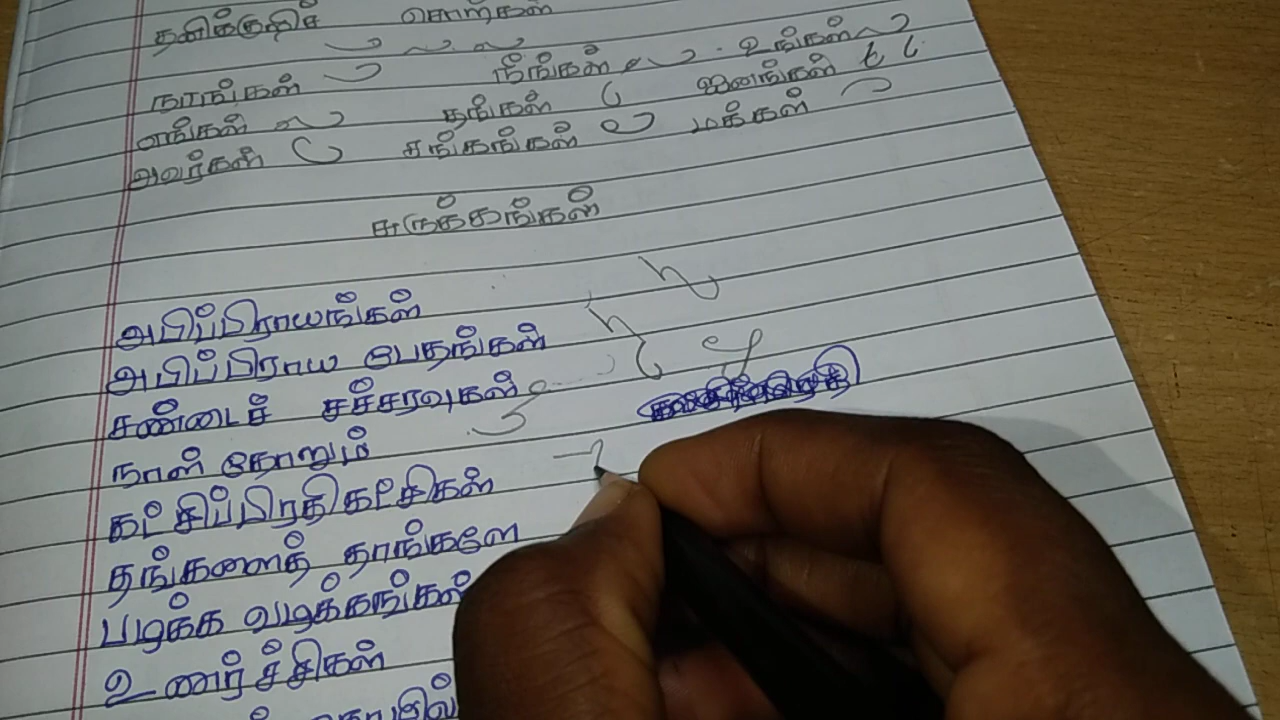 தனிக்குறிச் சொற்கள்
நாங்கள் நீங்கள் உங்கள்
எங்கள் தங்கள் ஜனங்கள்
அவர்கள் சங்கங்கள் மக்கள்
சுருக்கங்கள்
அபிப்பிராயங்கள்
அபிப்பிராய பேதங்கள்
சண்டைச் சச்சரவுகள்
நாள் தோறும்
கட்சிப்பிரதிகட்சிகள்
தங்களைத் தாங்களே
பழக்க வழக்கங்கள்
உணர்ச்சிகள்